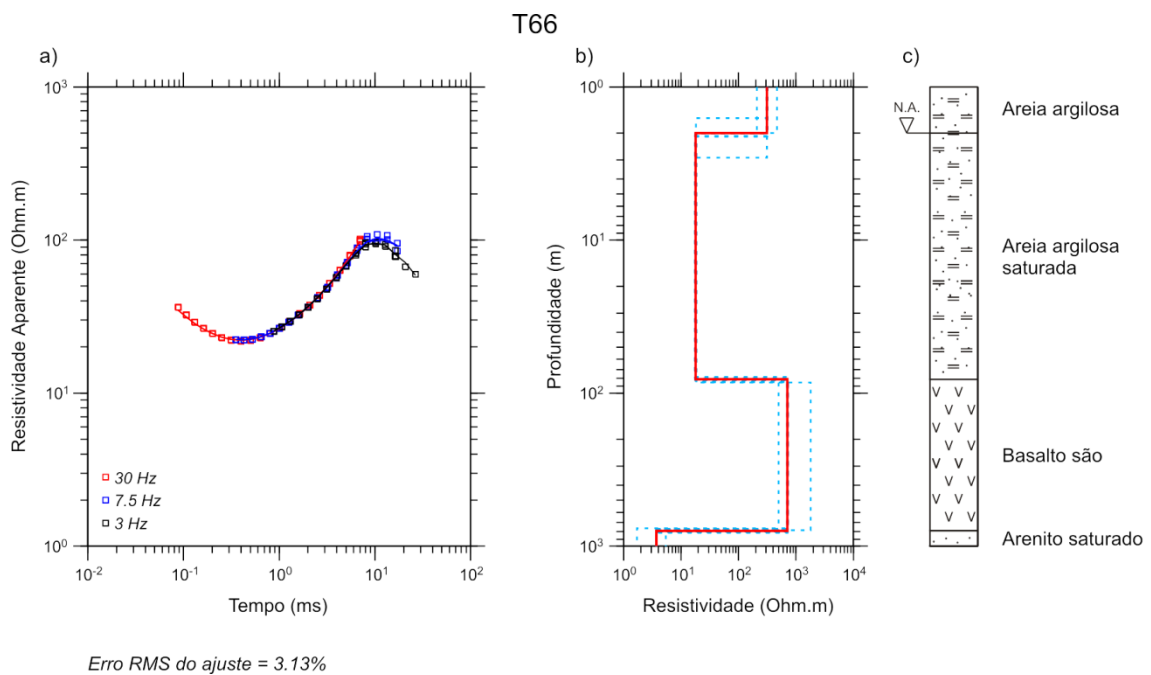 T66
a)
10³
10²
10¹
10⁰
Resistividade Aparente (Ohm.m)
30 Hz
7.5 Hz
3 Hz
10⁻² 10⁻¹ 10⁰ 10¹ 10²
Tempo (ms)
Erro RMS do ajuste = 3.13%
b)
10⁰
10¹
10²
10³
Profundidade (m)
10⁰ 10¹ 10² 10³ 10⁴
Resistividade (Ohm.m)
c)
N.A.
Areia argilosa
Areia argilosa
saturada
Basalto são
Arenito saturado